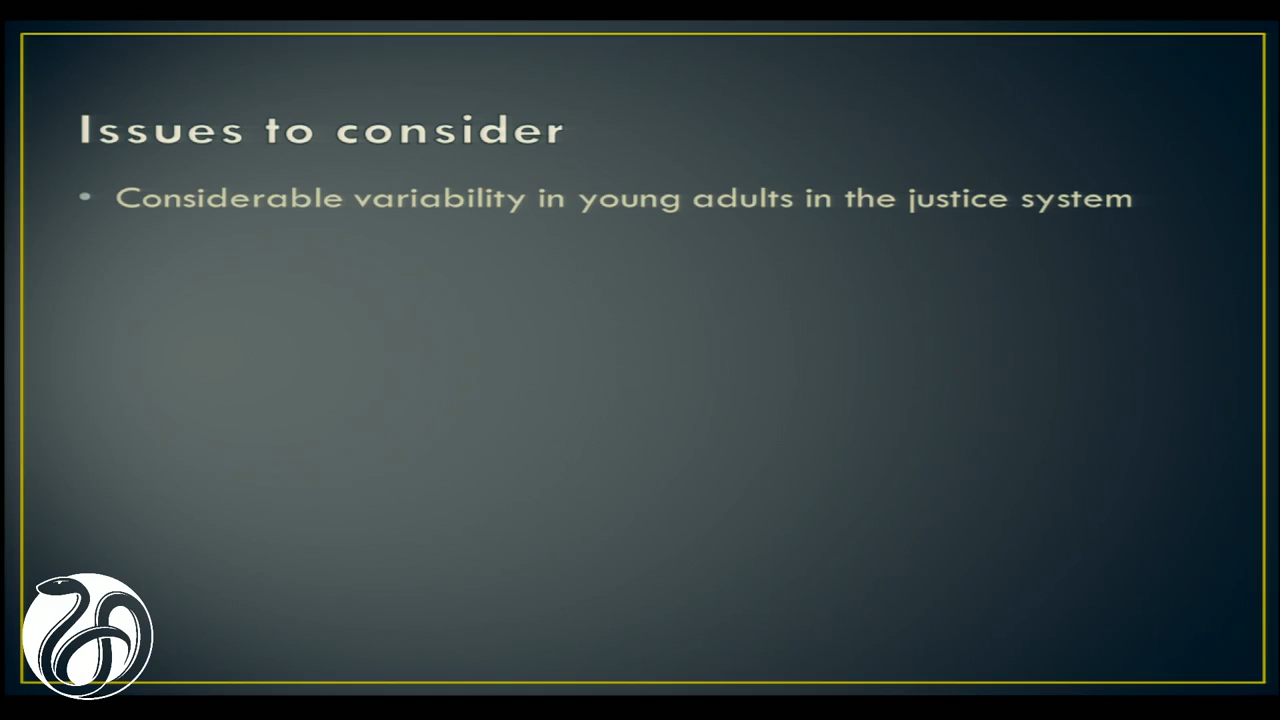 Issues to consider
• Considerable variability in young adults in the justice system